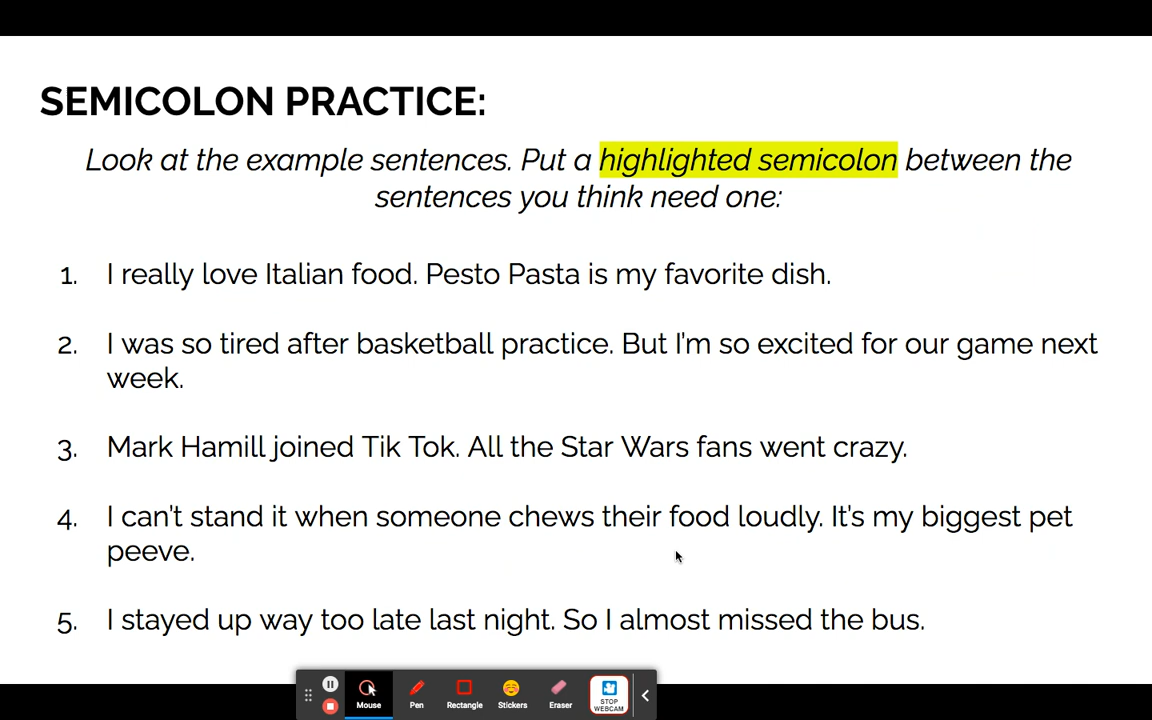 SEMICOLON PRACTICE:
Look at the example sentences. Put a highlighted semicolon between the
sentences you think need one:
1. I really love Italian food. Pesto Pasta is my favorite dish.
2. I was so tired after basketball practice. But I'm so excited for our game next
week.
3. Mark Hamill joined Tik Tok. All the Star Wars fans went crazy.
4. I can't stand it when someone chews their food loudly. It's my biggest pet
peeve.
5. I stayed up way too late last night. So I almost missed the bus.
Mouse Pen Rectangle Stickers Eraser STOP
WEBCAM